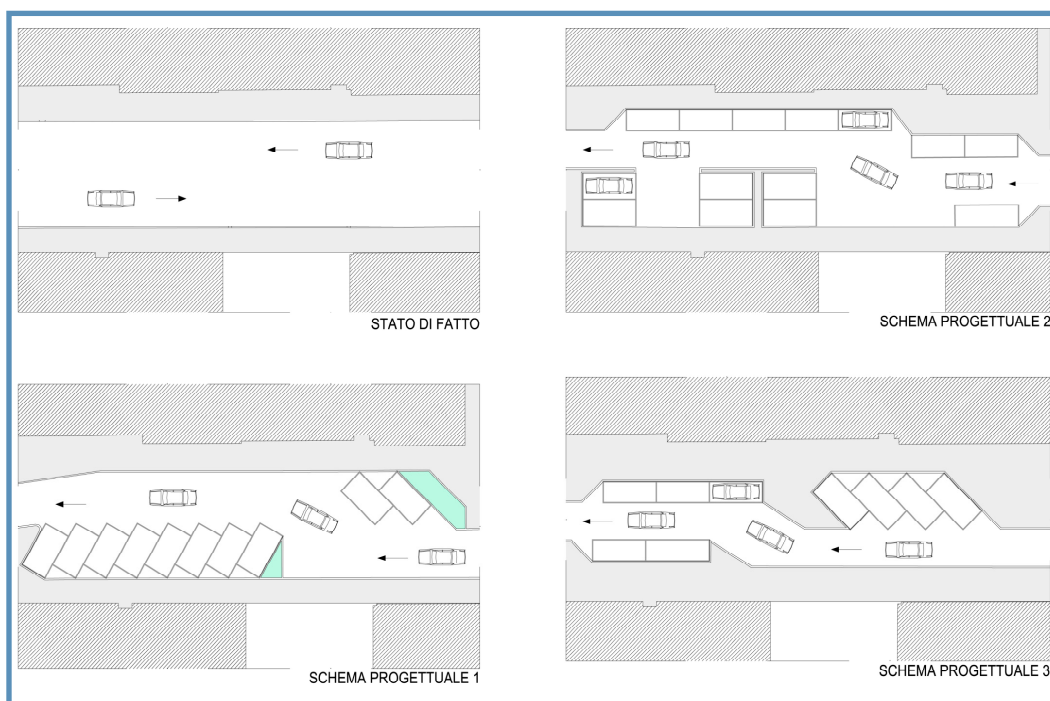 STATO DI FATTO
SCHEMA PROGETTUALE 2
SCHEMA PROGETTUALE 1
SCHEMA PROGETTUALE 3